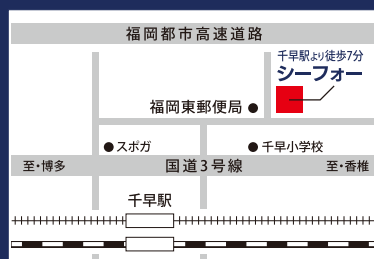 福岡都市高速道路
千早駅より徒歩7分
シーフォー
福岡東郵便局
スポガ
千早小学校
至・博多
国道3号線
至・香椎
千早駅